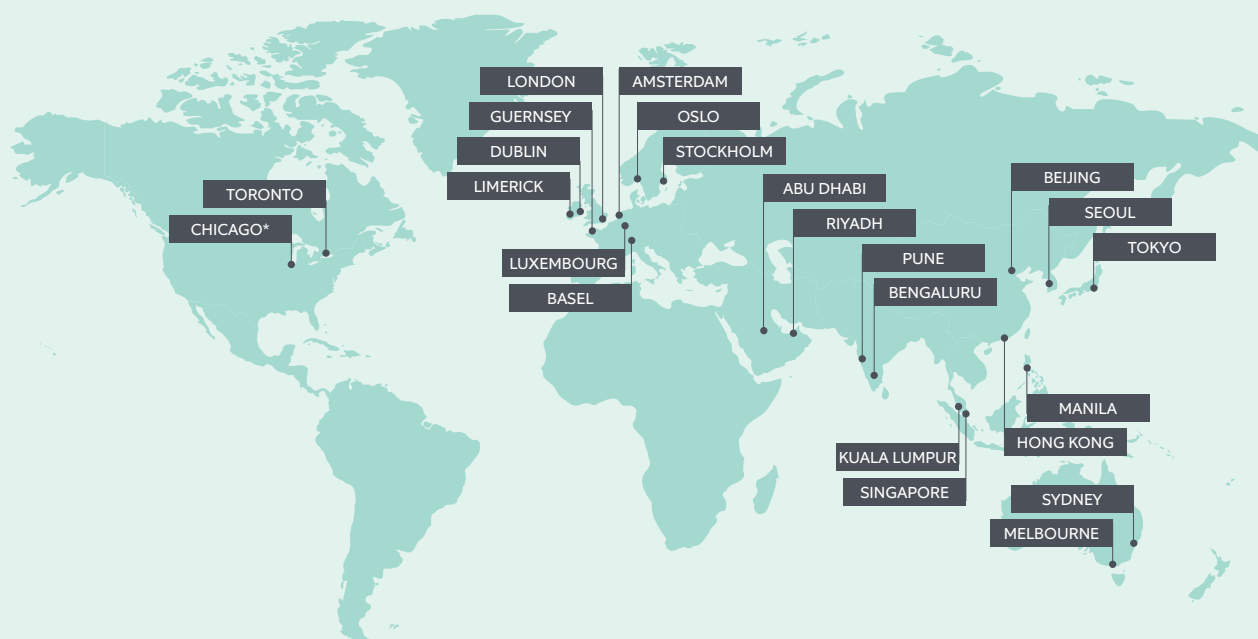 LONDON
AMSTERDAM
GUERNSEY
OSLO
DUBLIN
STOCKHOLM
LIMERICK
TORONTO
CHICAGO*
ABU DHABI
RIYADH
BEIJING
SEOUL
TOKYO
PUNE
BENGALURU
LUXEMBOURG
BASEL
MANILA
HONG KONG
KUALA LUMPUR
SINGAPORE
SYDNEY
MELBOURNE